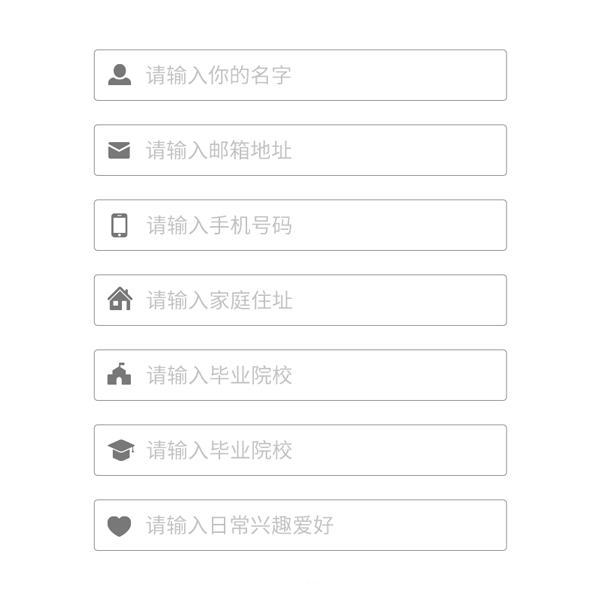 请输入你的名字
请输入邮箱地址
请输入手机号码
请输入家庭住址
请输入毕业院校
请输入毕业院校
请输入日常兴趣爱好